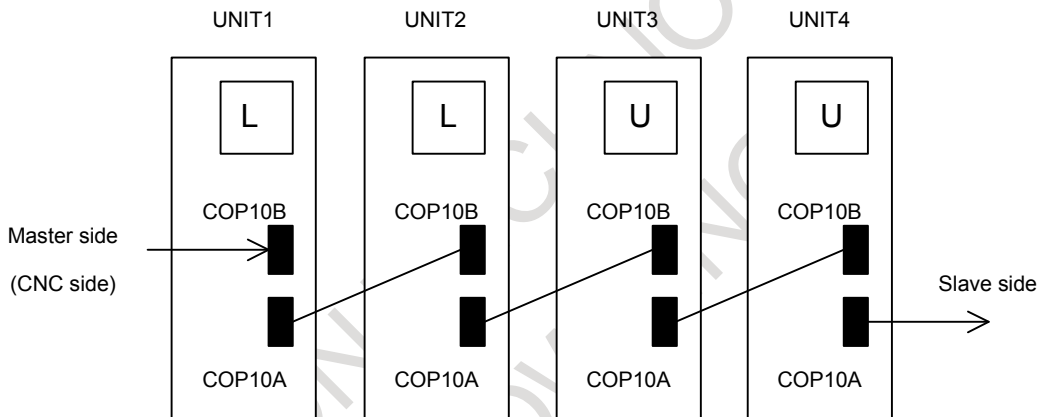 UNIT1 UNIT2 UNIT3 UNIT4
L L U U
COP10B COP10B COP10B COP10B
Master side
(CNC side)
Slave side
COP10A COP10A COP10A COP10A